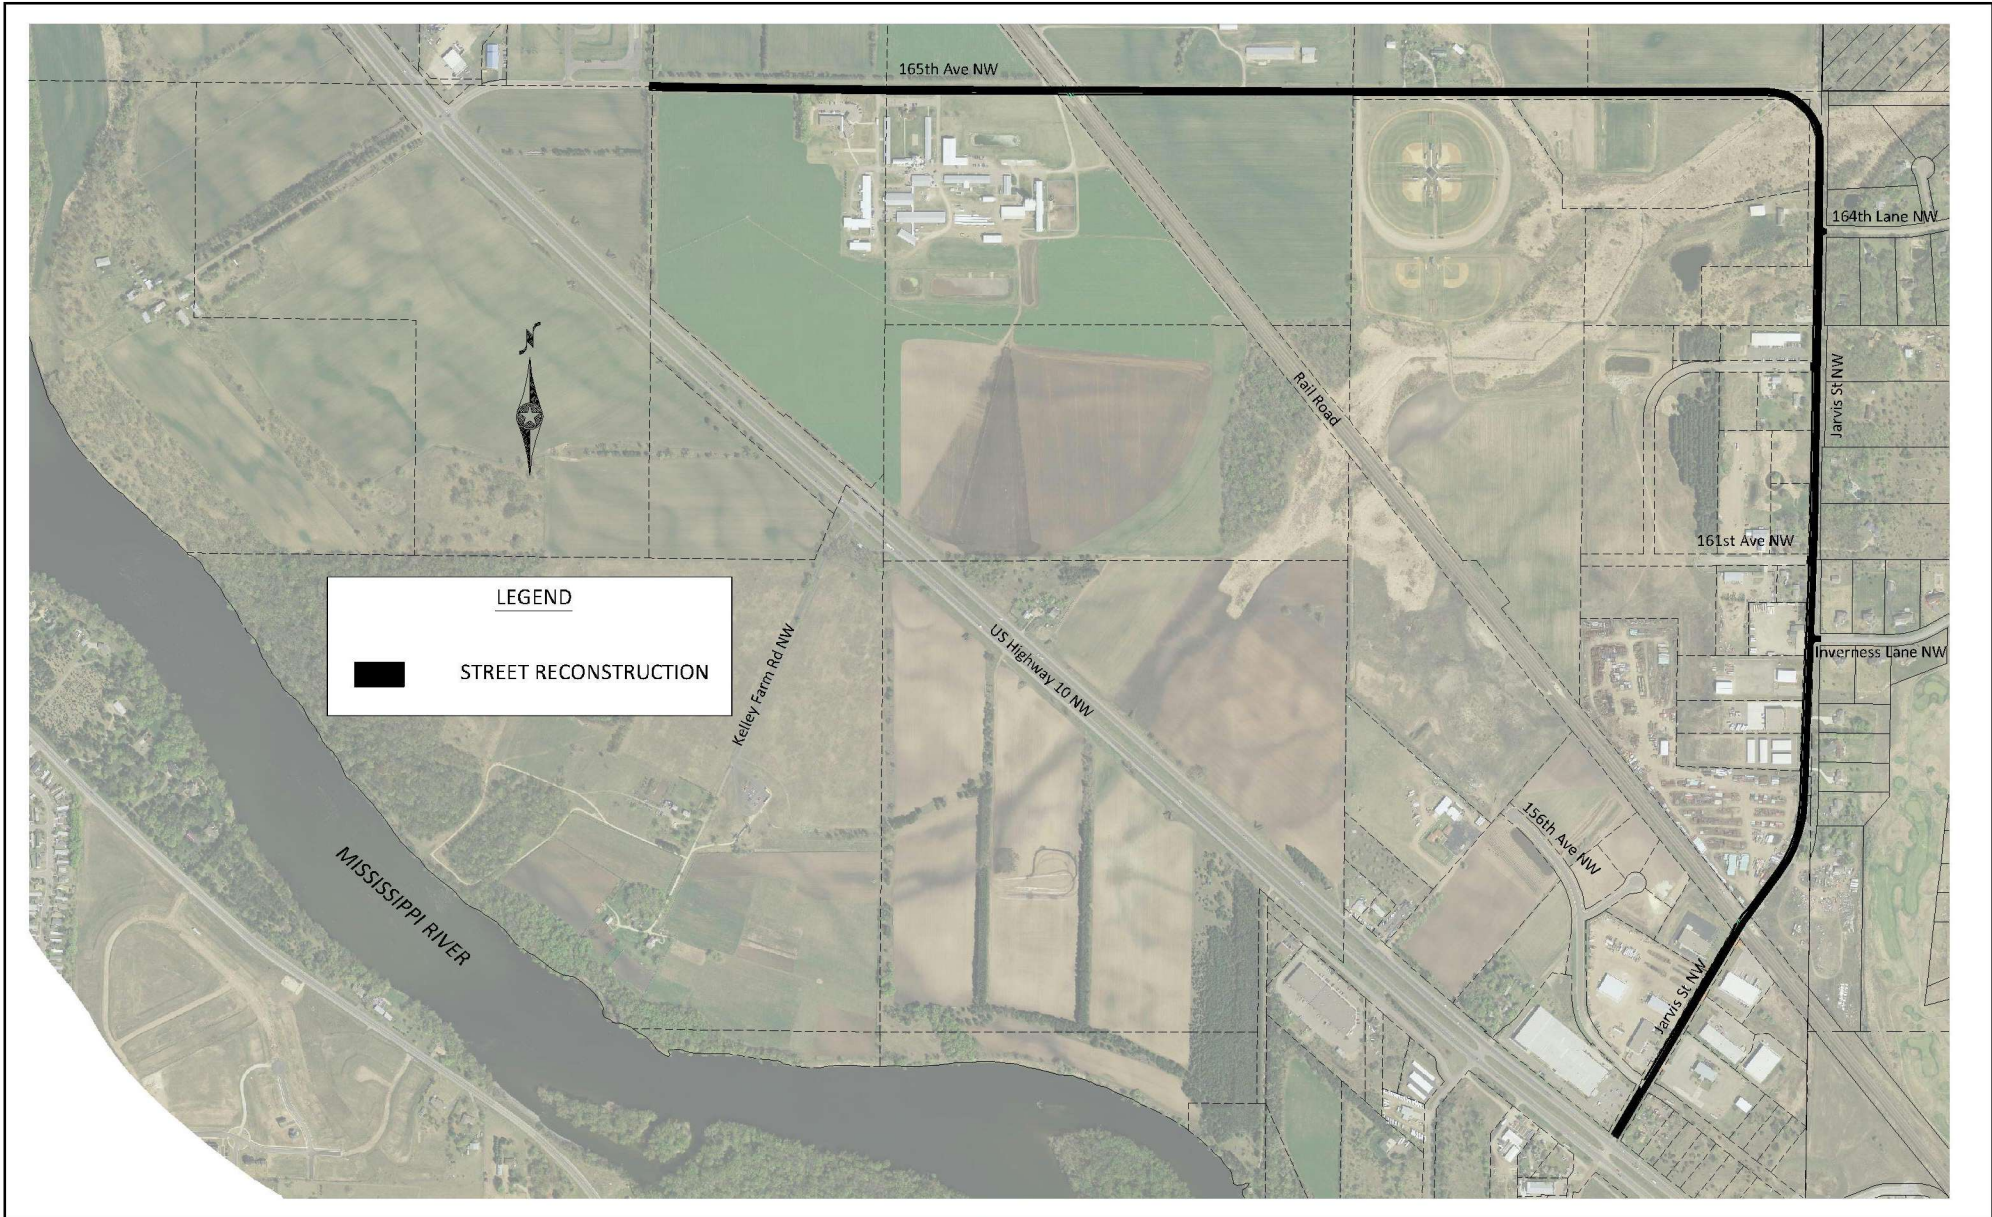 165th Ave NW
164th Lane NW
N
Jarvis St NW
Rail Road
161st Ave NW
LEGEND
STREET RECONSTRUCTION
Kelley Farm Rd NW
US Highway 10 NW
Inverness Lane NW
156th Ave NW
MISSISSIPPI RIVER
Jarvis St NW